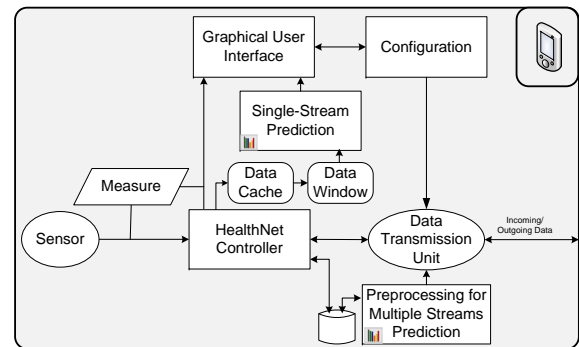 Graphical User
Interface
Configuration
Single-Stream
Prediction
Measure
Data
Cache
Data
Window
Sensor
HealthNet
Controller
Data
Transmission
Unit
Incoming/
Outgoing Data
Preprocessing for
Multiple Streams
Prediction